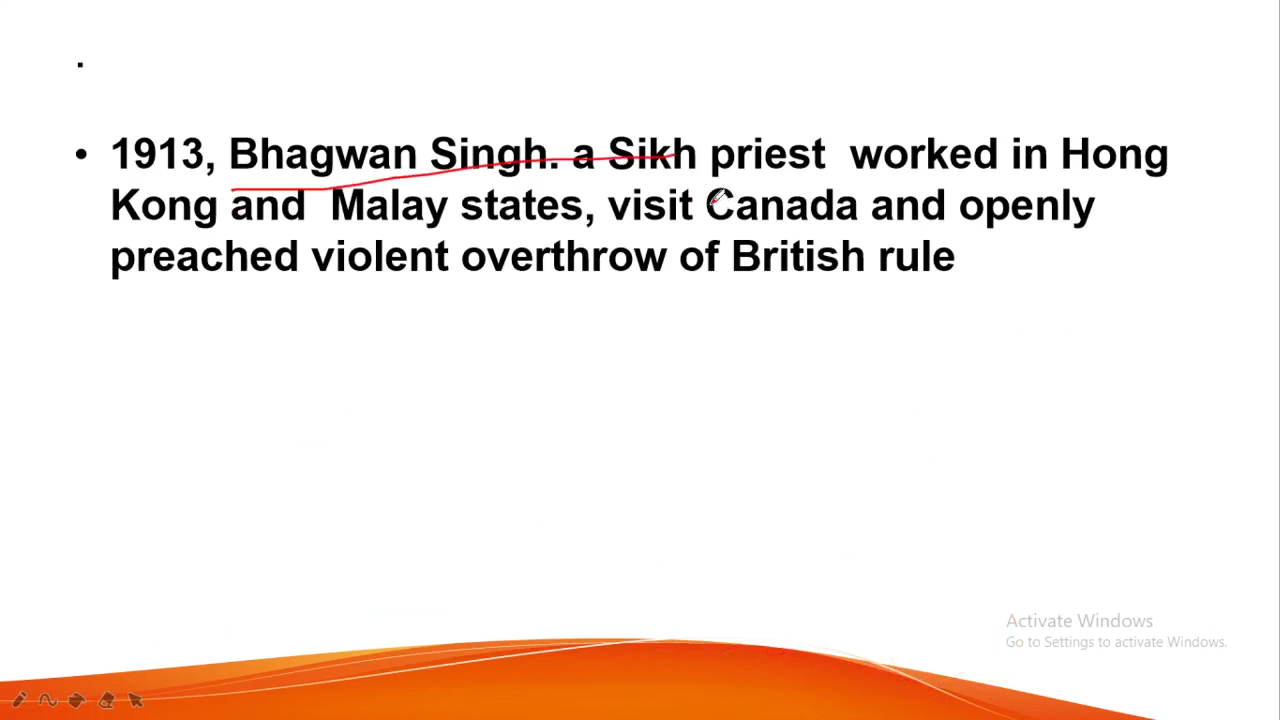 .
• 1913, Bhagwan Singh. a Sikh priest worked in Hong
Kong and Malay states, visit Canada and openly
preached violent overthrow of British rule
Activate Windows
Go to Settings to activate Windows.